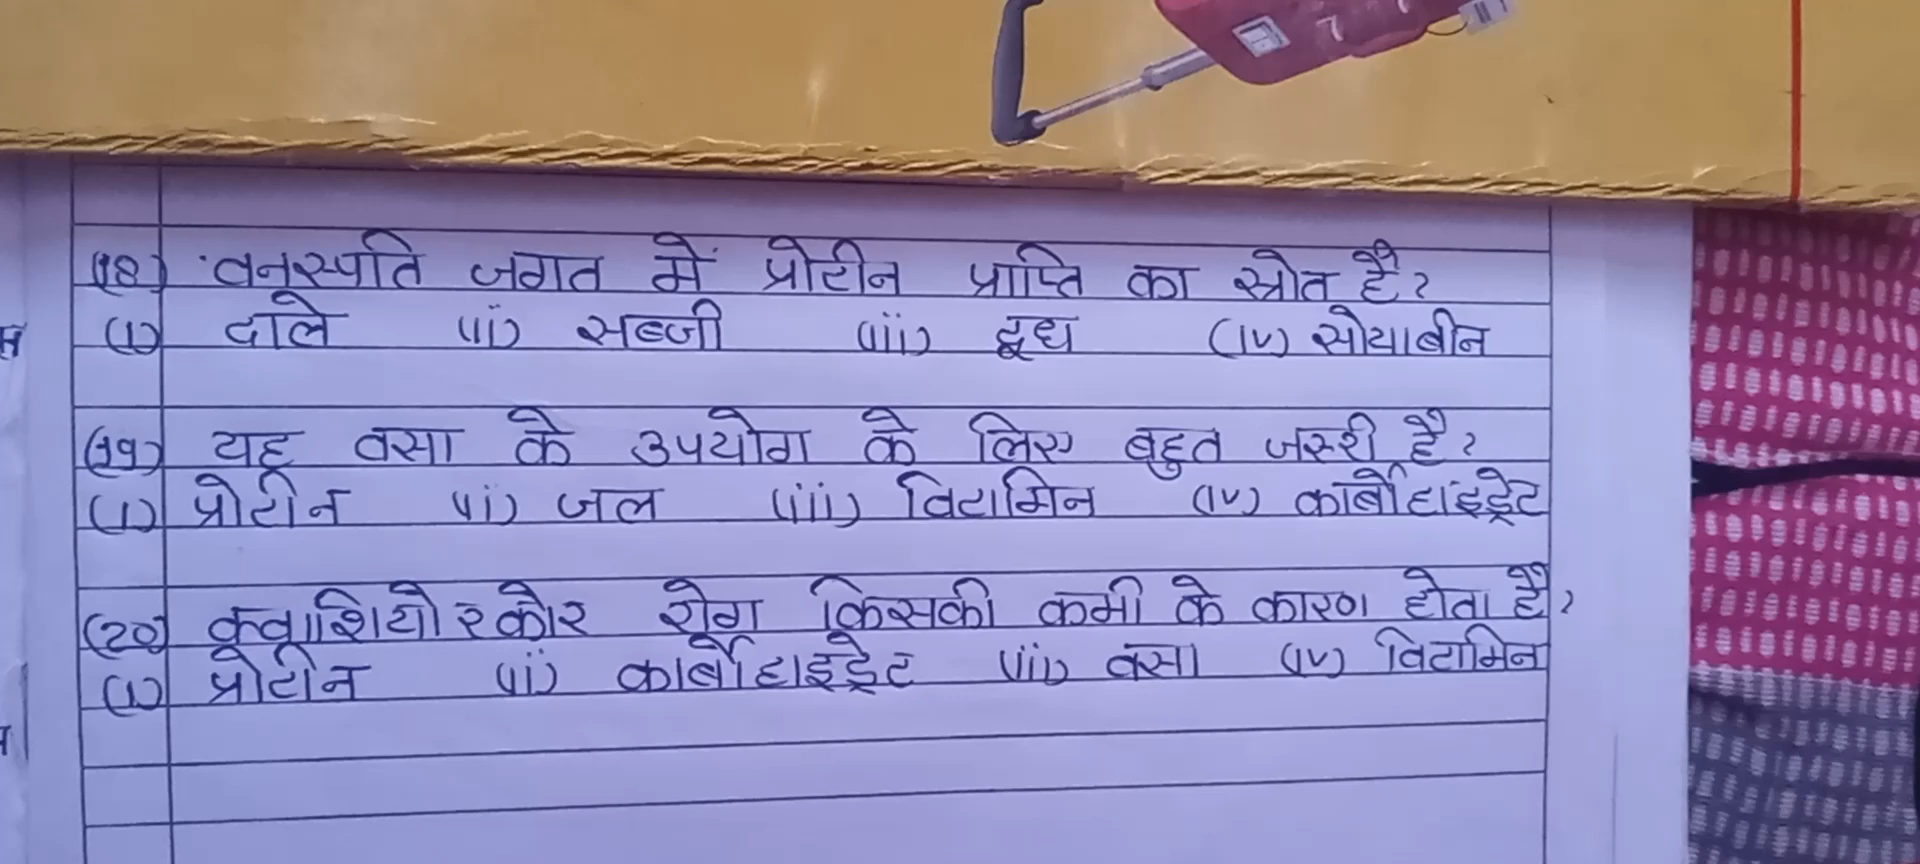 (18) वनस्पति जगत में प्रोटीन प्राप्ति का स्रोत है?
(i) दाले (ii) सब्जी (iii) दूध (iv) सोयाबीन
(19) यह वसा के उपयोग के लिए बहुत जरूरी है?
(i) प्रोटीन (ii) जल (iii) विटामिन (iv) कार्बोहाइड्रेट
(20) क्वाशियोरकोर रोग किसकी कमी के कारण होता है?
(i) प्रोटीन (ii) कार्बोहाइड्रेट (iii) वसा (iv) विटामिन